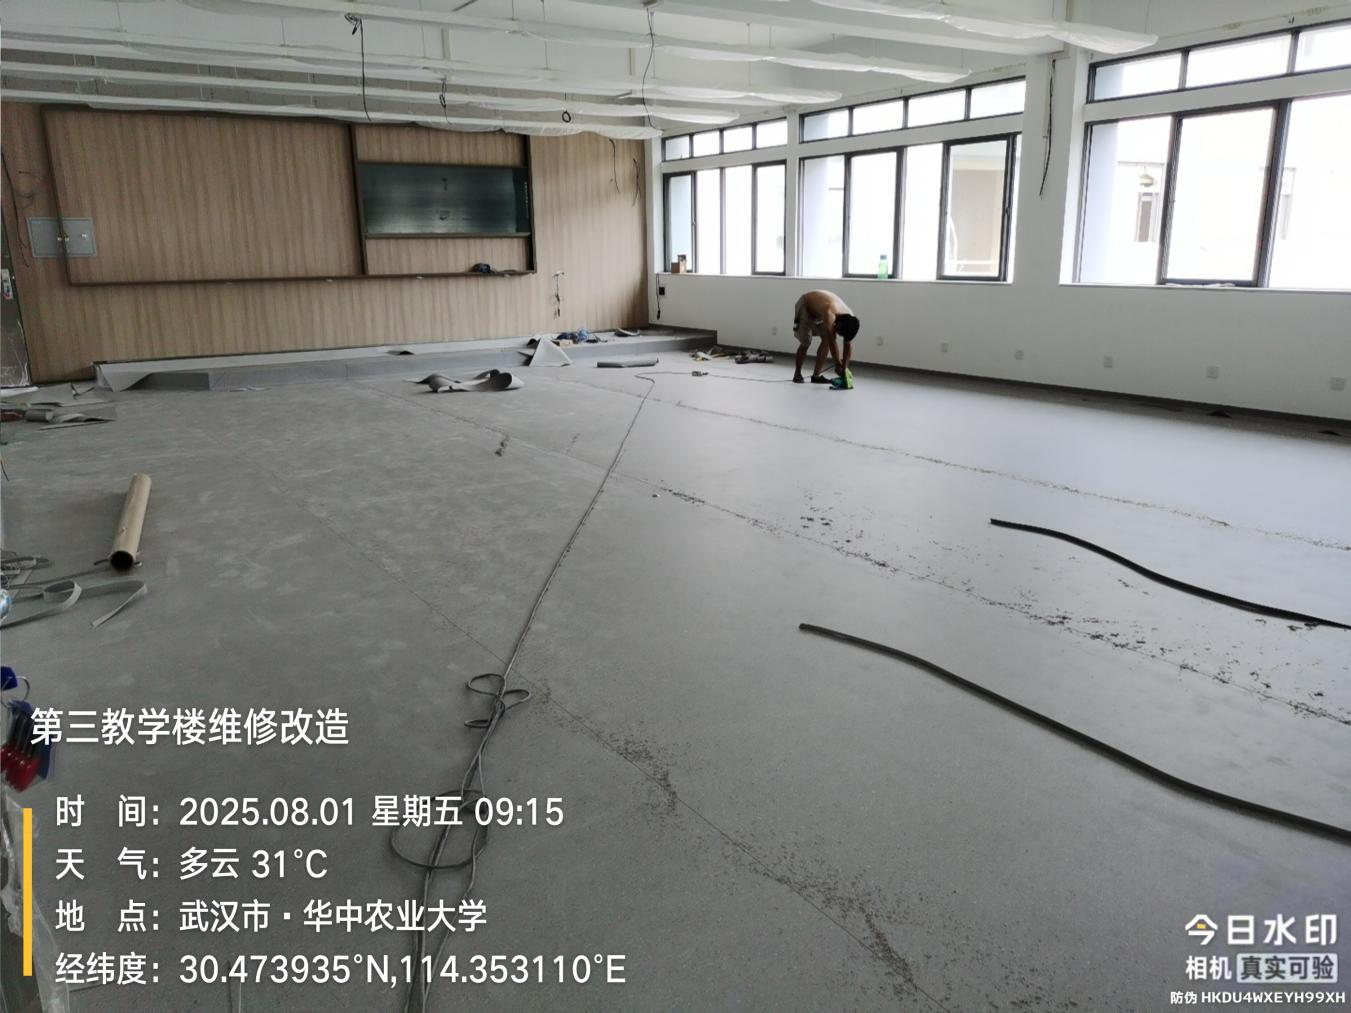 第三教学楼维修改造
时 间：2025.08.01 星期五 09:15
天 气：多云 31°C
地 点：武汉市·华中农业大学
经纬度：30.473935°N,114.353110°E
今日水印
相机 真实可验
防伪 HKDU4WXEYH99XH